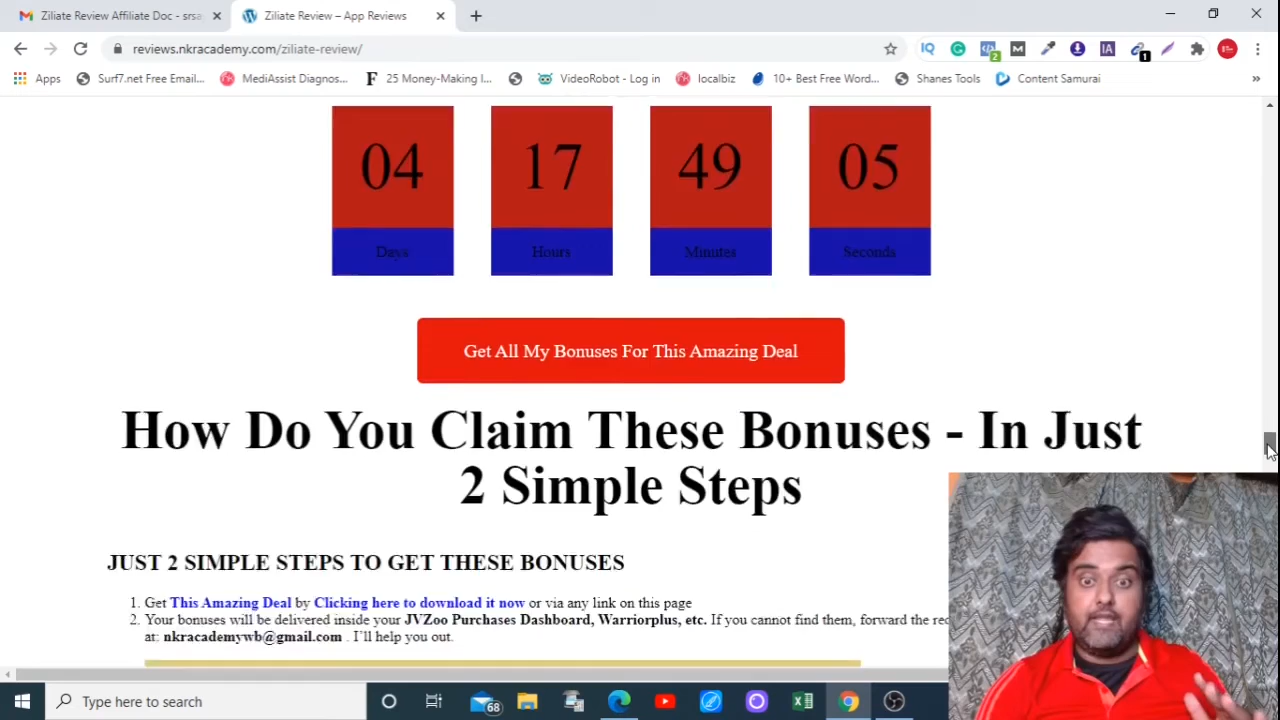 Ziliate Review Affiliate Doc - srsa
Ziliate Review – App Reviews
reviews.nkracademy.com/ziliate-review/
Apps
Surf7.net Free Email...
MediAssist Diagnos...
25 Money-Making I...
VideoRobot - Log in
localbiz
10+ Best Free Word...
Shanes Tools
Content Samurai
04 17 49 05
Days Hours Minutes Seconds
Get All My Bonuses For This Amazing Deal
How Do You Claim These Bonuses - In Just
2 Simple Steps
JUST 2 SIMPLE STEPS TO GET THESE BONUSES
1. Get This Amazing Deal by Clicking here to download it now or via any link on this page
2. Your bonuses will be delivered inside your JVZoo Purchases Dashboard, Warriorplus, etc. If you cannot find them, forward the rec
at: nkracademywb@gmail.com . I'll help you out.
Type here to search
68